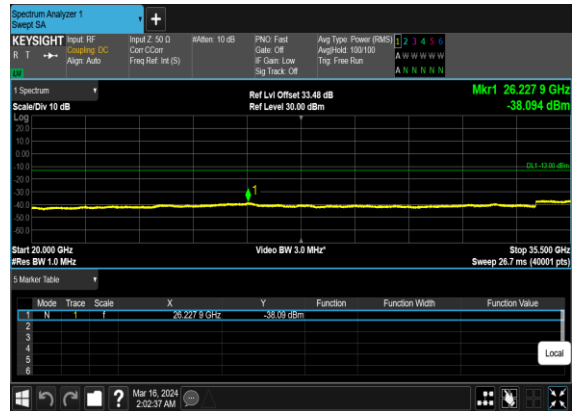 Spectrum Analyzer 1
Swept SA
+
KEYSIGHT Input: RF Input Z: 50 Ω #Atten: 10 dB PNO: Fast Avg Type: Power (RMS) 1 2 3 4 5 6
R T Coupling: DC Corr CCorr Gate: Off Avg|Hold: 100/100 A W W W W W
Align: Auto Freq Ref: Int (S) IF Gain: Low Trig: Free Run
LW Sig Track: Off A N N N N N
1 Spectrum Ref Lvl Offset 33.48 dB Mkr1 26.227 9 GHz
Scale/Div 10 dB Ref Level 30.00 dBm -38.094 dBm
Log
20.0
10.0
0.00
-10.0 DL1 -13.00 dBm
-20.0
-30.0 1
-40.0
-50.0
-60.0
Start 20.000 GHz Video BW 3.0 MHz* Stop 35.500 GHz
#Res BW 1.0 MHz Sweep 26.7 ms (40001 pts)
5 Marker Table
Mode Trace Scale X Y Function Function Width Function Value
1 N 1 f 26.227 9 GHz -38.09 dBm
2
3
4
5
6
Local
? Mar 16, 2024
2:02:37 AM